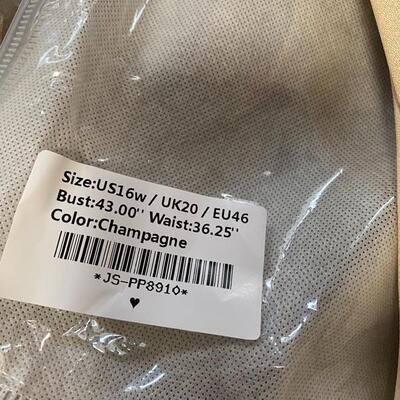 Size:US16w / UK20 / EU46
Bust:43.00'' Waist:36.25''
Color:Champagne
*JS-PP8910*
♥